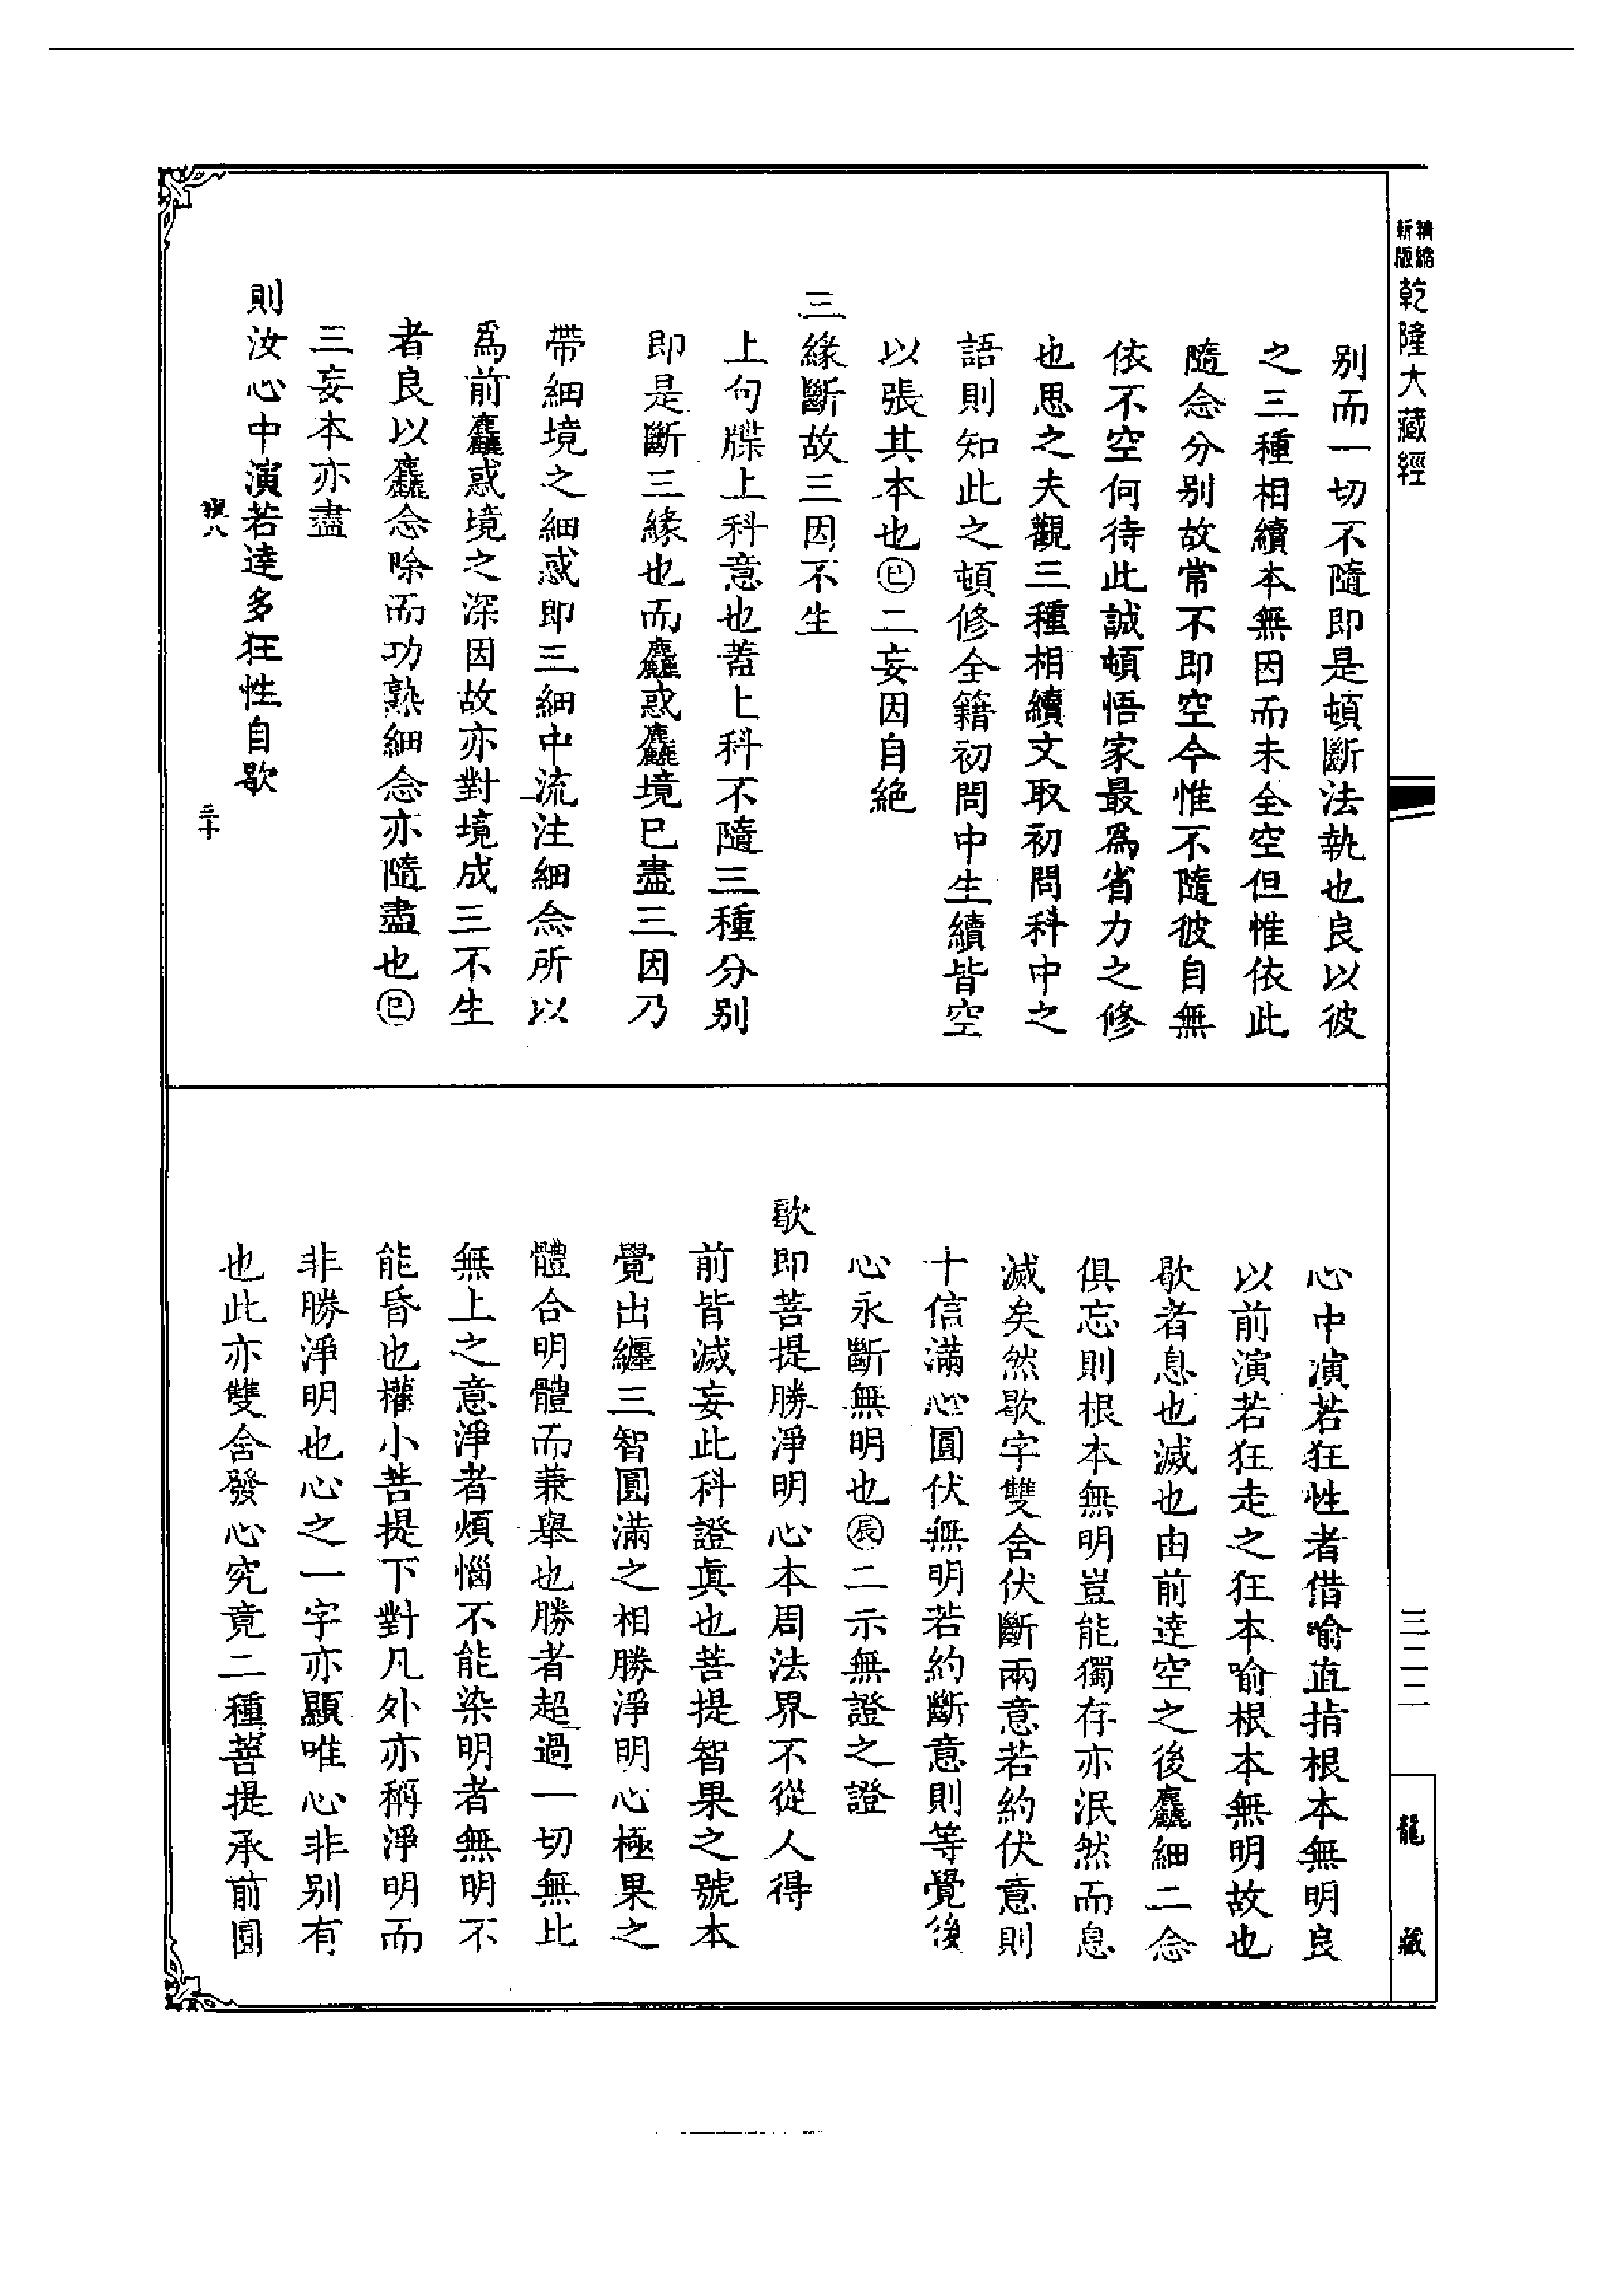 精縮新版乾隆大藏經
三二二
龍藏
別而一切不隨即是頓斷法執也良以彼
之三種相續本無因而未全空但惟依此
隨念分別故常不即空今惟不隨彼自無
依不空何待此誠頓悟家最為省力之修
也思之夫觀三種相續文取初問科中之
語則知此之頓修全籍初問中生續皆空
以張其本也㊁二妄因自絶
三緣斷故三因不生
上句牒上科意也葢上科不隨三種分別
即是斷三緣也而麤惑麤境已盡三因乃
帶細境之細惑即三細中流注細念所以
爲前麤惑境之深因故亦對境成三不生
者良以麤念除而功熟細念亦隨盡也巳
三妄本亦盡
則汝心中演若達多狂性自歇
八
三十
心中演若狂性者借喻直指根本無明良
以前演若狂走之狂本喻根本無明故也
歇者息也滅也由前達空之後麤細二念
俱忘則根本無明豈能獨存亦泯然而息
滅矣然歇字雙含伏斷兩意若約伏意則
十信滿心圓伏無明若約斷意則等覺後
心永斷無明也辰二示無證之證
歇即菩提勝淨明心本周法界不從人得
前皆滅妄此科證眞也菩提智果之號本
覺出纏三智圓滿之相勝淨明心極果之
體合明體而兼舉也勝者超過一切無比
無上之意淨者煩惱不能染明者無明不
能昏也權小菩提下對凡外亦稱淨明而
非勝淨明也心之一字亦顯唯心非別有
也此亦雙含發心究竟二種菩提承前圓